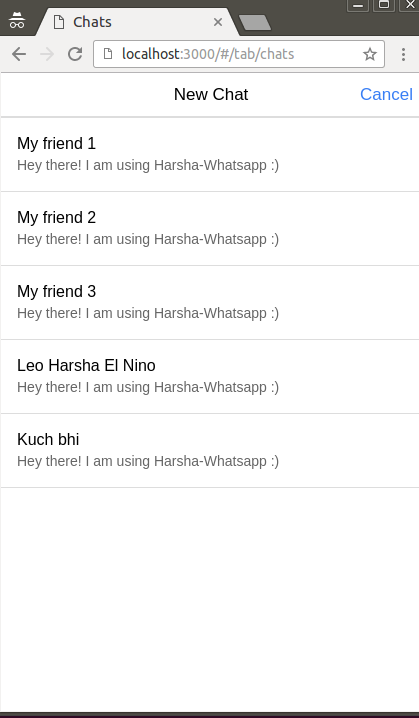 Chats
localhost:3000/#/tab/chats
New Chat
Cancel
My friend 1
Hey there! I am using Harsha-Whatsapp :)
My friend 2
Hey there! I am using Harsha-Whatsapp :)
My friend 3
Hey there! I am using Harsha-Whatsapp :)
Leo Harsha El Nino
Hey there! I am using Harsha-Whatsapp :)
Kuch bhi
Hey there! I am using Harsha-Whatsapp :)